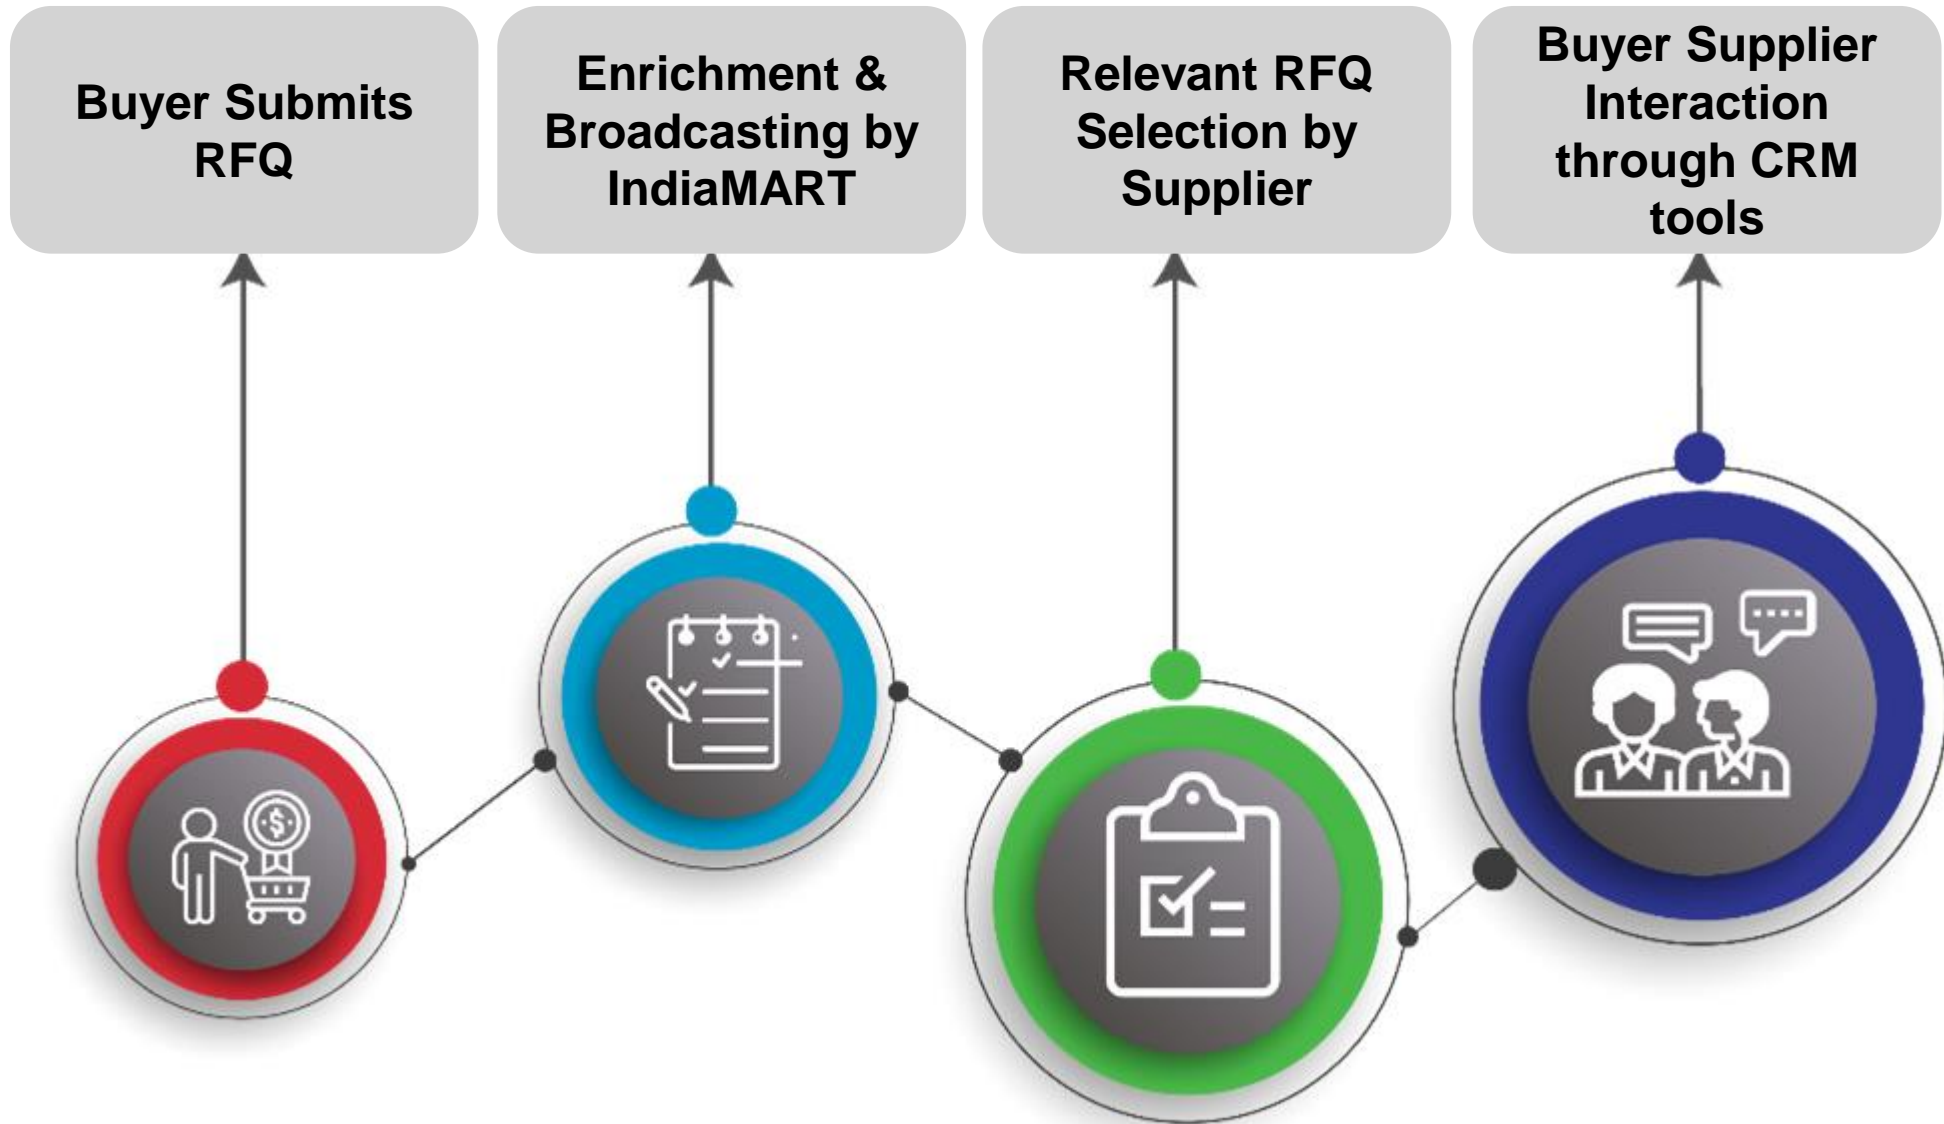 Buyer Submits
RFQ
Enrichment &
Broadcasting by
IndiaMART
Relevant RFQ
Selection by
Supplier
Buyer Supplier
Interaction
through CRM
tools
$